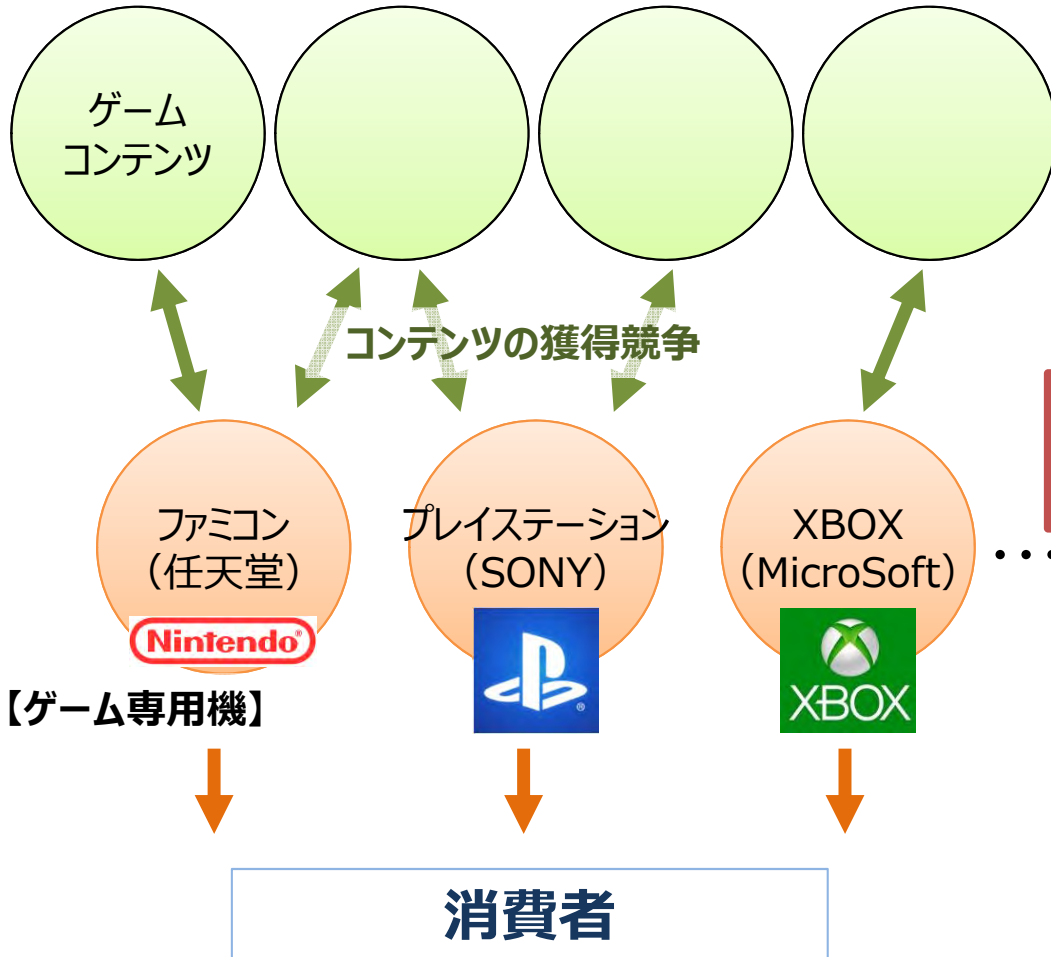 ゲーム
コンテンツ
コンテンツの獲得競争
ファミコン
（任天堂）
プレイステーション
（SONY）
XBOX
（MicroSoft）
・・・
Nintendo®
XBOX
【ゲーム専用機】
消費者